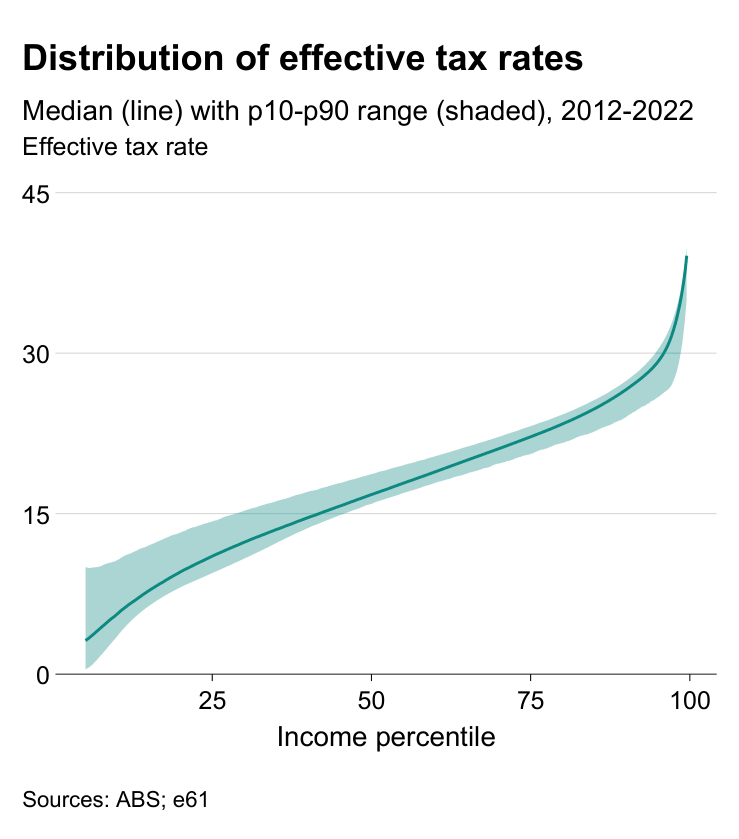 Distribution of effective tax rates
Median (line) with p10-p90 range (shaded), 2012-2022
Effective tax rate
45
30
15
0
25 50 75 100
Income percentile
Sources: ABS; e61